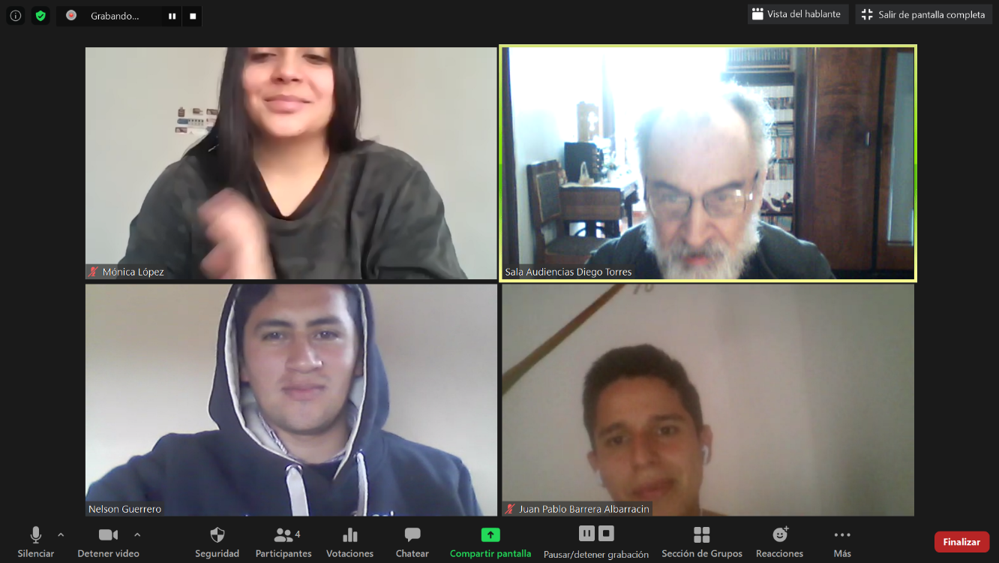 Grabando...
Vista del hablante
Salir de pantalla completa
Mónica López
Sala Audiencias Diego Torres
Nelson Guerrero
Juan Pablo Barrera Albarracin
Silenciar
Detener video
Seguridad
4
Participantes
Votaciones
Chatear
Compartir pantalla
Pausar/detener grabación
Sección de Grupos
Reacciones
Más
Finalizar